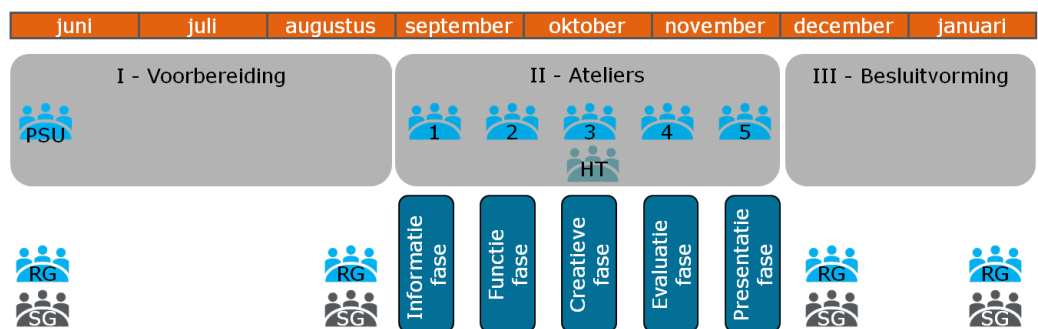 juni juli augustus september oktober november december januari
I - Voorbereiding
II - Ateliers
III - Besluitvorming
PSU
1
2
3
4
5
HT
Informatie
fase
Functie
fase
Creatieve
fase
Evaluatie
fase
Presentatie
fase
RG
RG
RG
RG
SG
SG
SG
SG